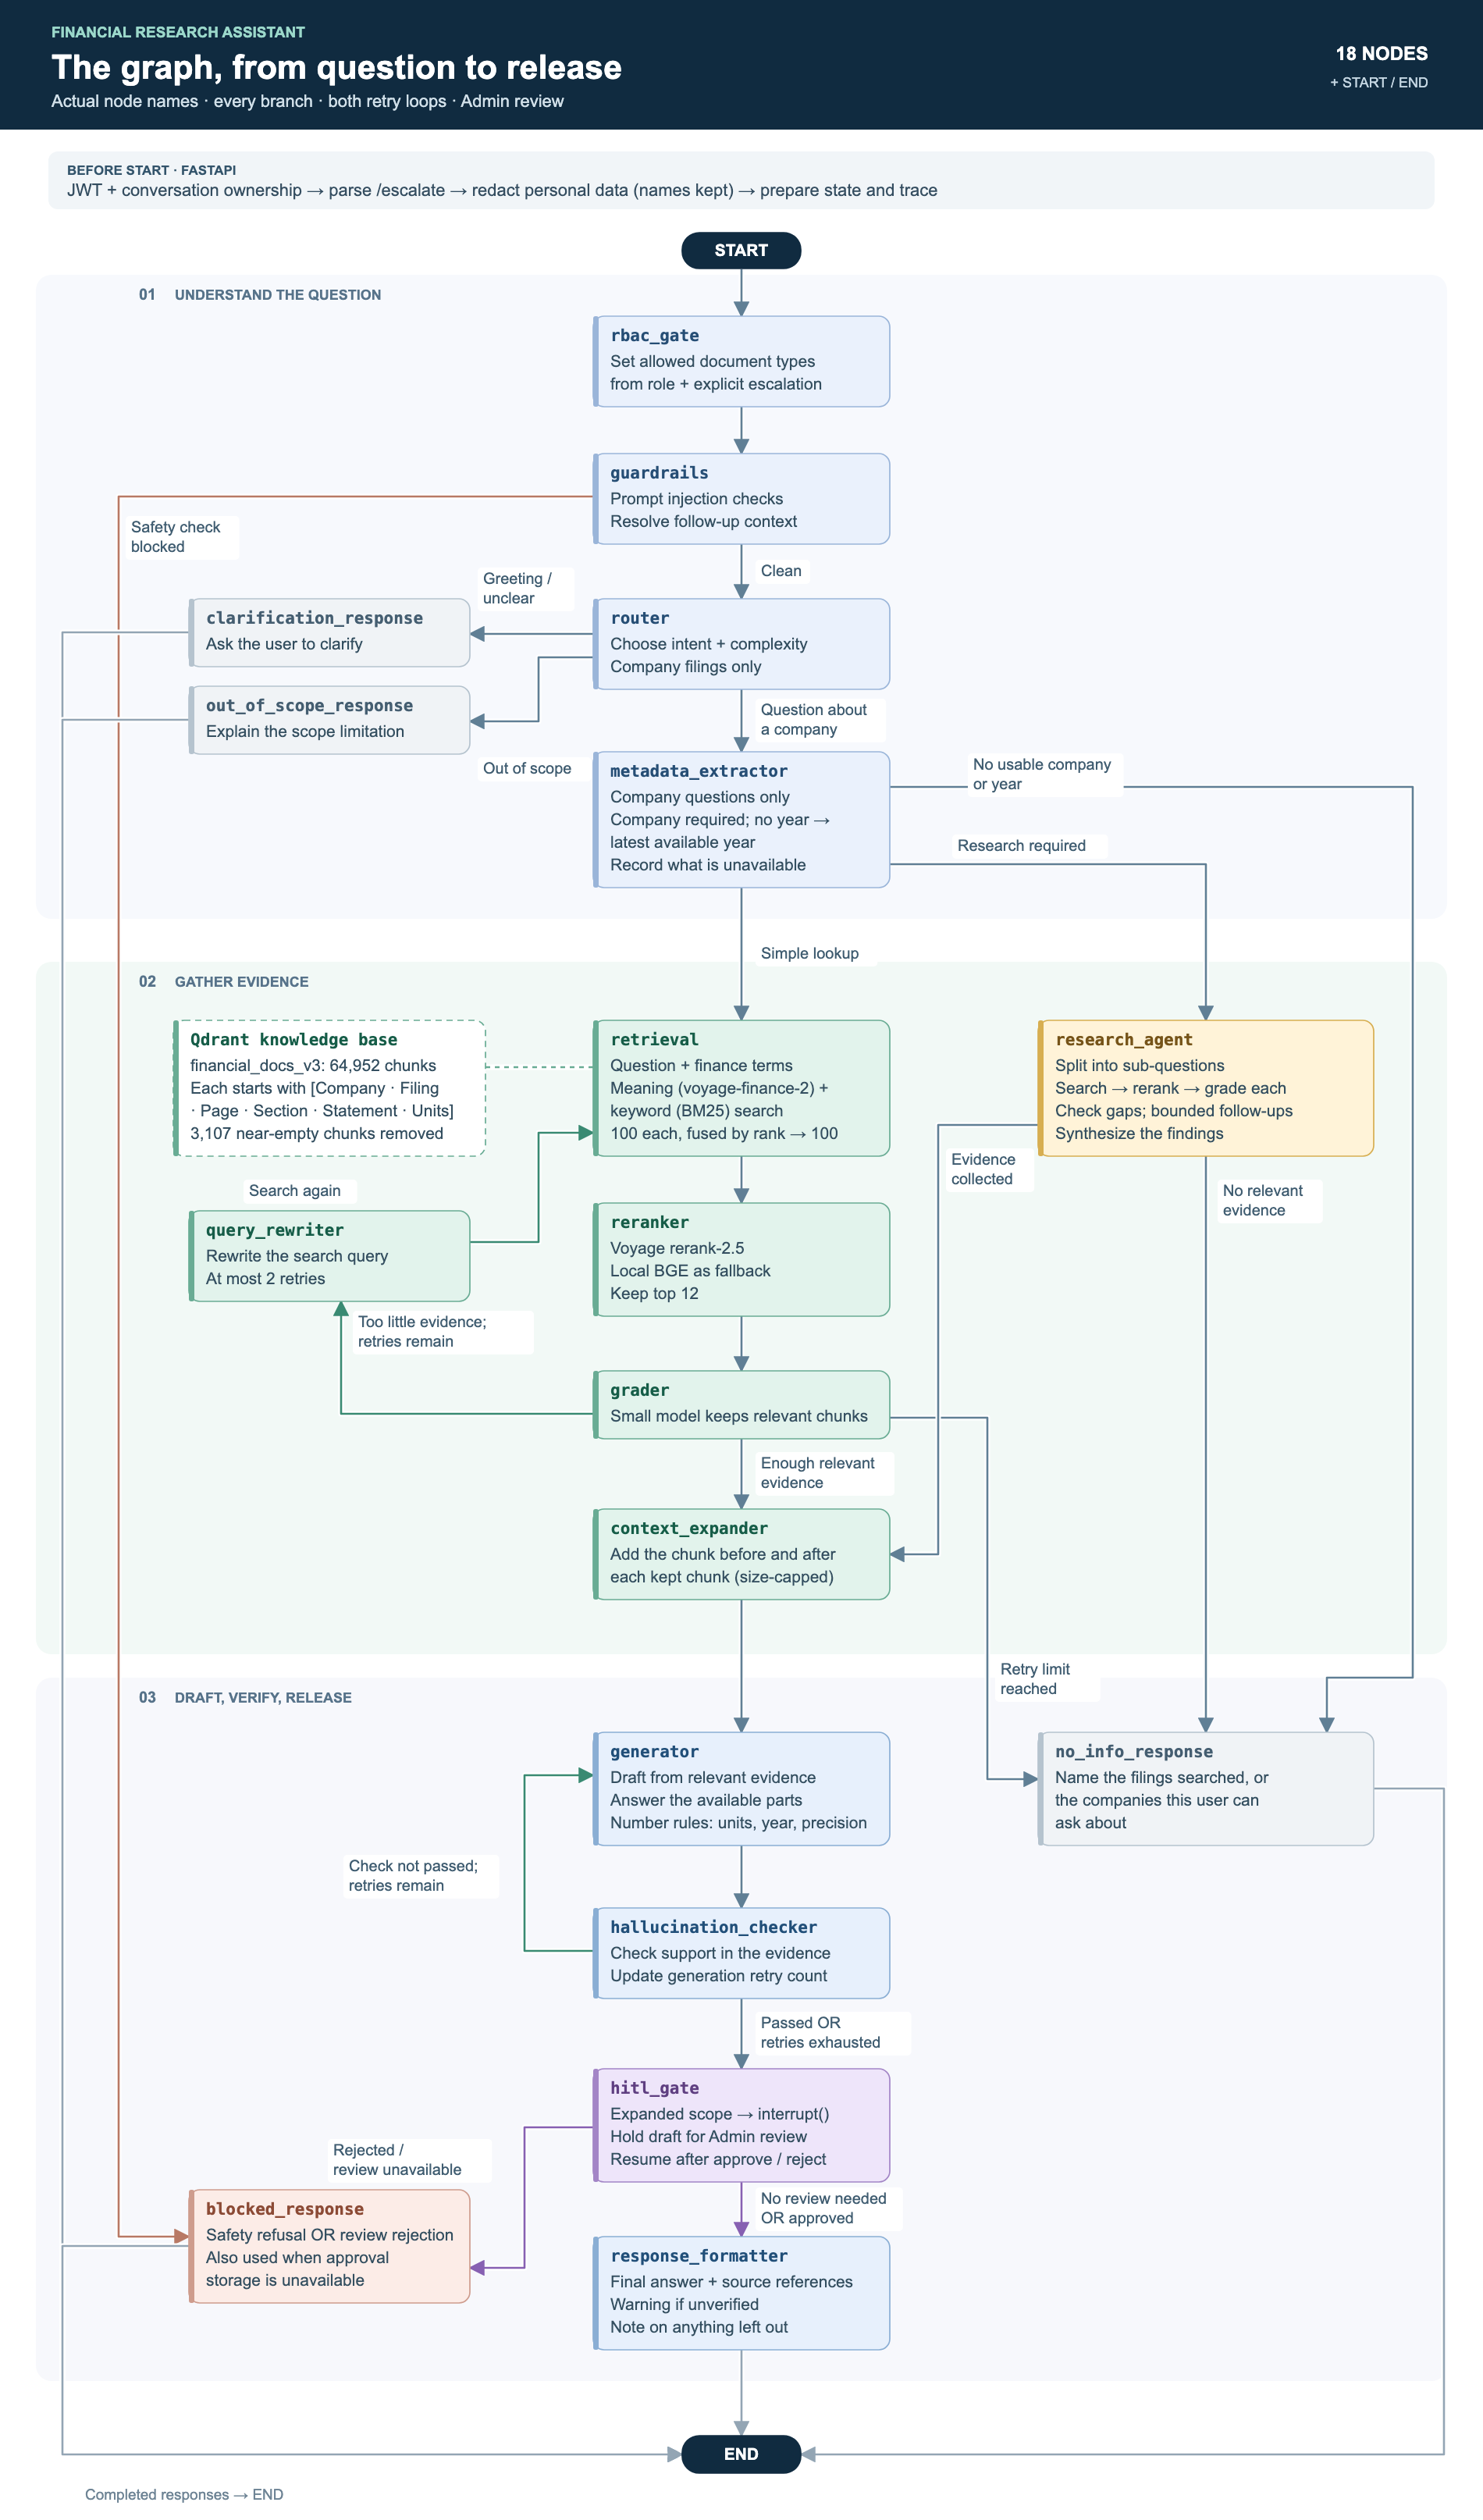 FINANCIAL RESEARCH ASSISTANT
The graph, from question to release
Actual node names · every branch · both retry loops · Admin review
18 NODES
+ START / END
BEFORE START · FASTAPI
JWT + conversation ownership → parse /escalate → redact personal data (names kept) → prepare state and trace
START
01 UNDERSTAND THE QUESTION
rbac_gate
Set allowed document types
from role + explicit escalation
guardrails
Prompt injection checks
Resolve follow-up context
Safety check
blocked
Clean
Greeting /
unclear
clarification_response
Ask the user to clarify
router
Choose intent + complexity
Company filings only
out_of_scope_response
Explain the scope limitation
Out of scope
Question about
a company
metadata_extractor
Company questions only
Company required; no year →
latest available year
Record what is unavailable
No usable company
or year
Research required
Simple lookup
02 GATHER EVIDENCE
Qdrant knowledge base
financial_docs_v3: 64,952 chunks
Each starts with [Company · Filing
· Page · Section · Statement · Units]
3,107 near-empty chunks removed
retrieval
Question + finance terms
Meaning (voyage-finance-2) +
keyword (BM25) search
100 each, fused by rank → 100
research_agent
Split into sub-questions
Search → rerank → grade each
Check gaps; bounded follow-ups
Synthesize the findings
Evidence
collected
No relevant
evidence
Search again
query_rewriter
Rewrite the search query
At most 2 retries
reranker
Voyage rerank-2.5
Local BGE as fallback
Keep top 12
Too little evidence;
retries remain
grader
Small model keeps relevant chunks
Enough relevant
evidence
context_expander
Add the chunk before and after
each kept chunk (size-capped)
Retry limit
reached
03 DRAFT, VERIFY, RELEASE
generator
Draft from relevant evidence
Answer the available parts
Number rules: units, year, precision
no_info_response
Name the filings searched, or
the companies this user can
ask about
Check not passed;
retries remain
hallucination_checker
Check support in the evidence
Update generation retry count
Passed OR
retries exhausted
hitl_gate
Expanded scope → interrupt()
Hold draft for Admin review
Resume after approve / reject
Rejected /
review unavailable
No review needed
OR approved
blocked_response
Safety refusal OR review rejection
Also used when approval
storage is unavailable
response_formatter
Final answer + source references
Warning if unverified
Note on anything left out
END
Completed responses → END